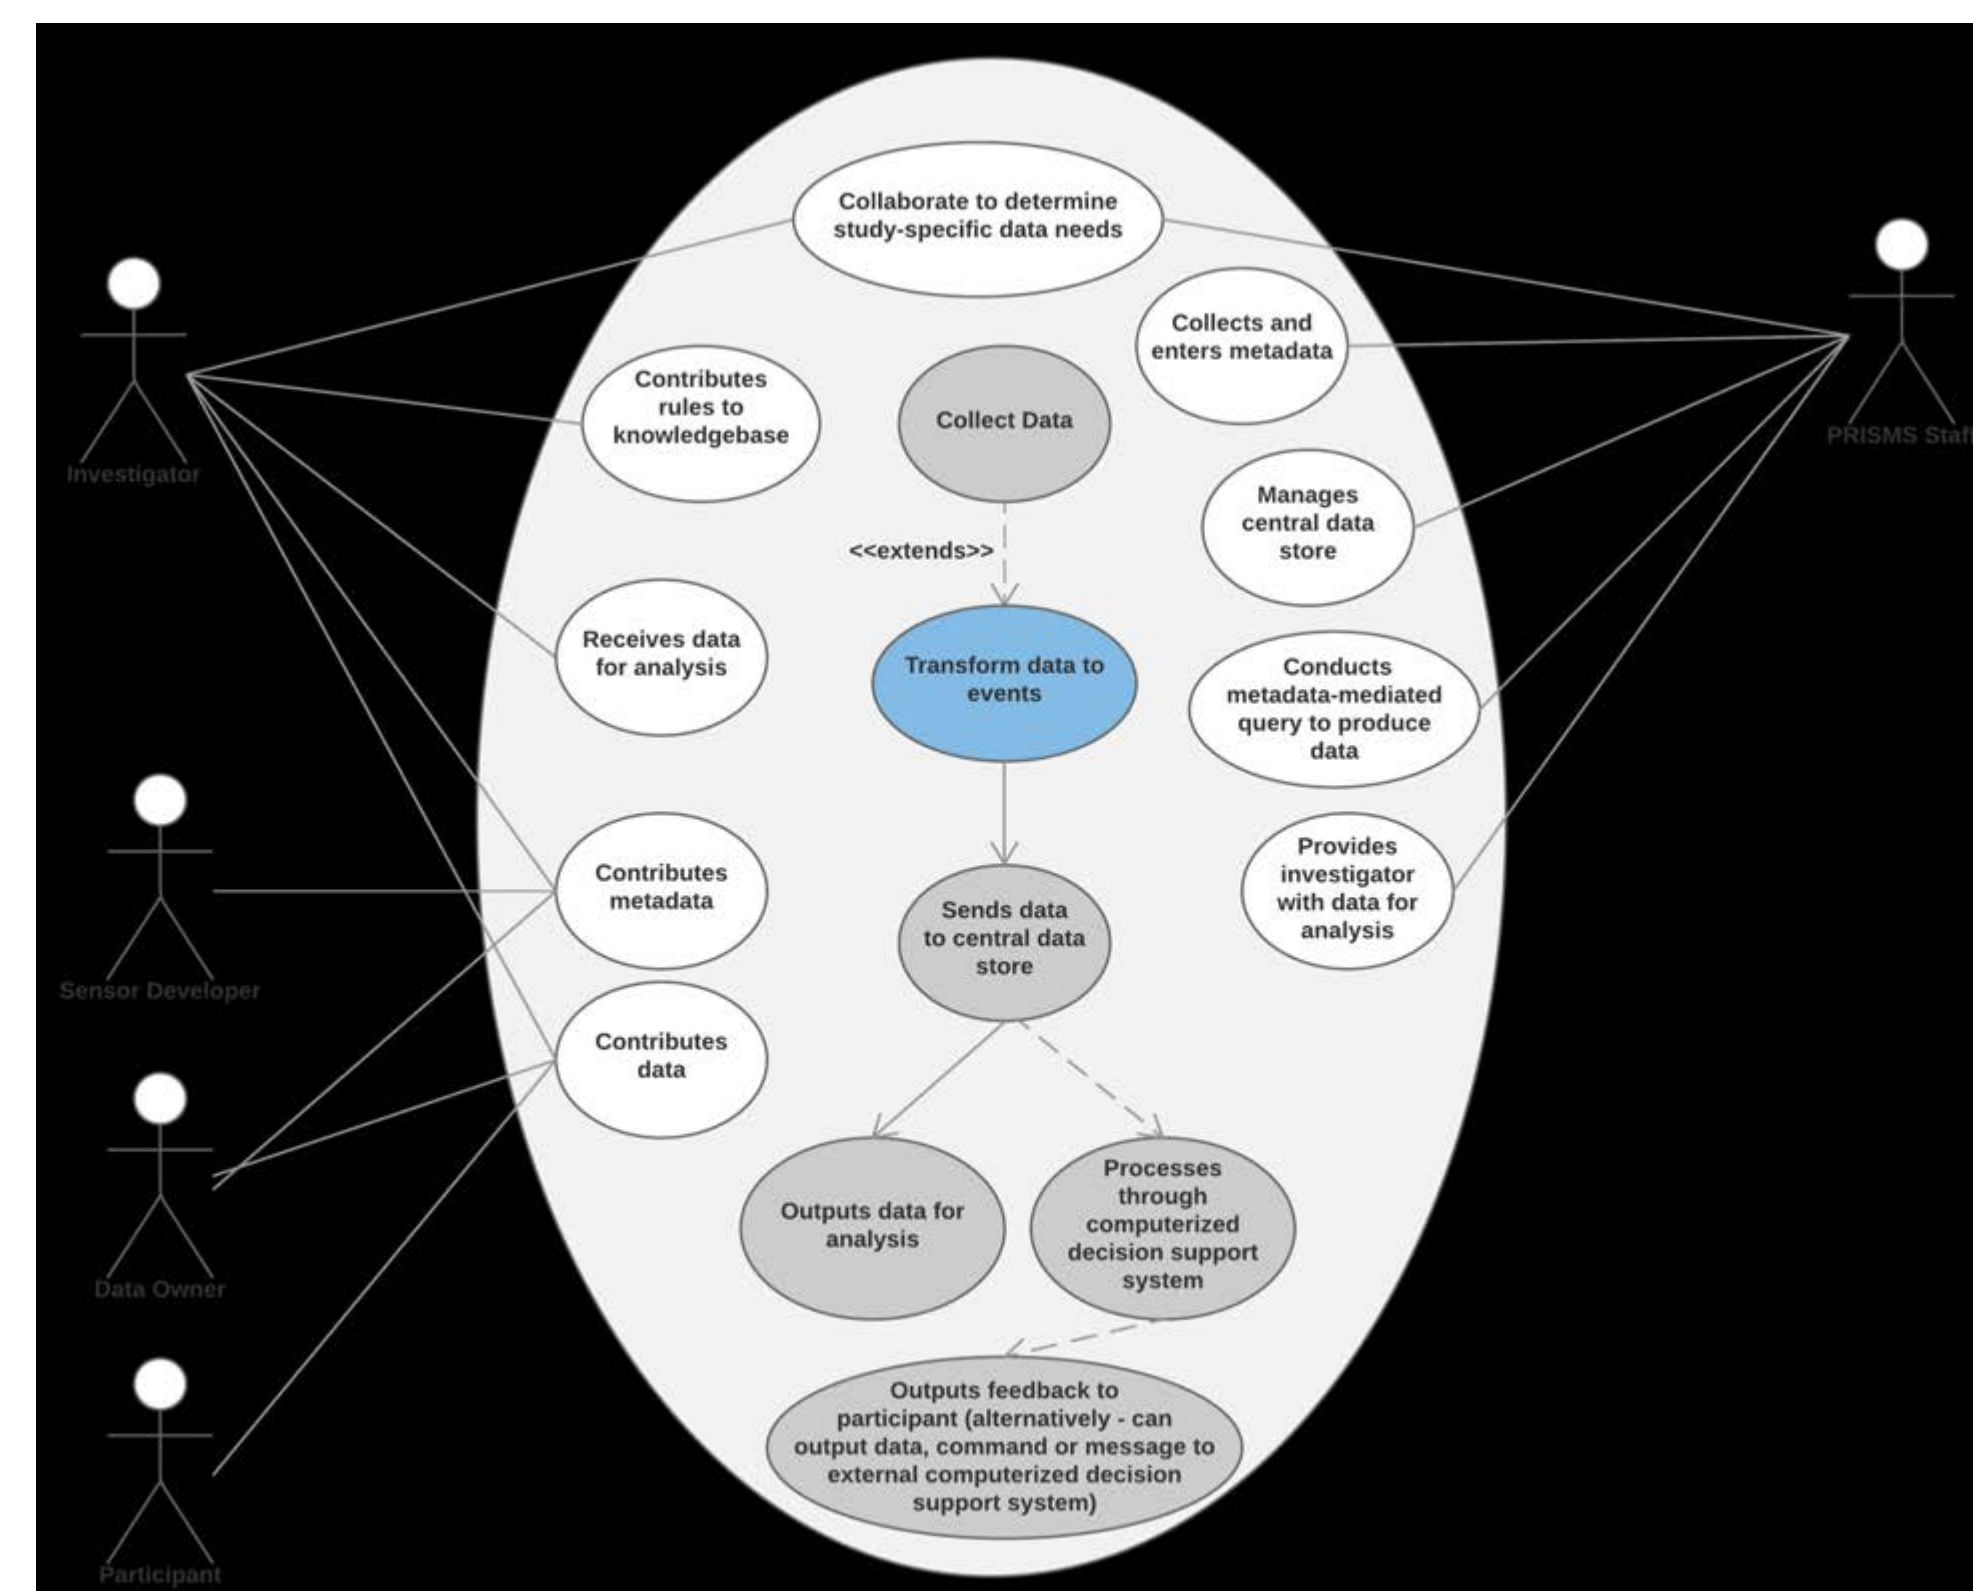 Collaborate to determine
study-specific data needs
Collects and
enters metadata
Contributes
rules to
knowledgebase
Collect Data
Investigator
PRISMS Staff
Manages
central data
store
<<extends>>
Receives data
for analysis
Transform data to
events
Conducts
metadata-mediated
query to produce
data
Contributes
metadata
Sends data
to central data
store
Provides
investigator
with data for
analysis
Sensor Developer
Contributes
data
Outputs data for
analysis
Processes
through
computerized
decision support
system
Data Owner
Outputs feedback to
participant (alternatively - can
output data, command or message to
external computerized decision
support system)
Participant